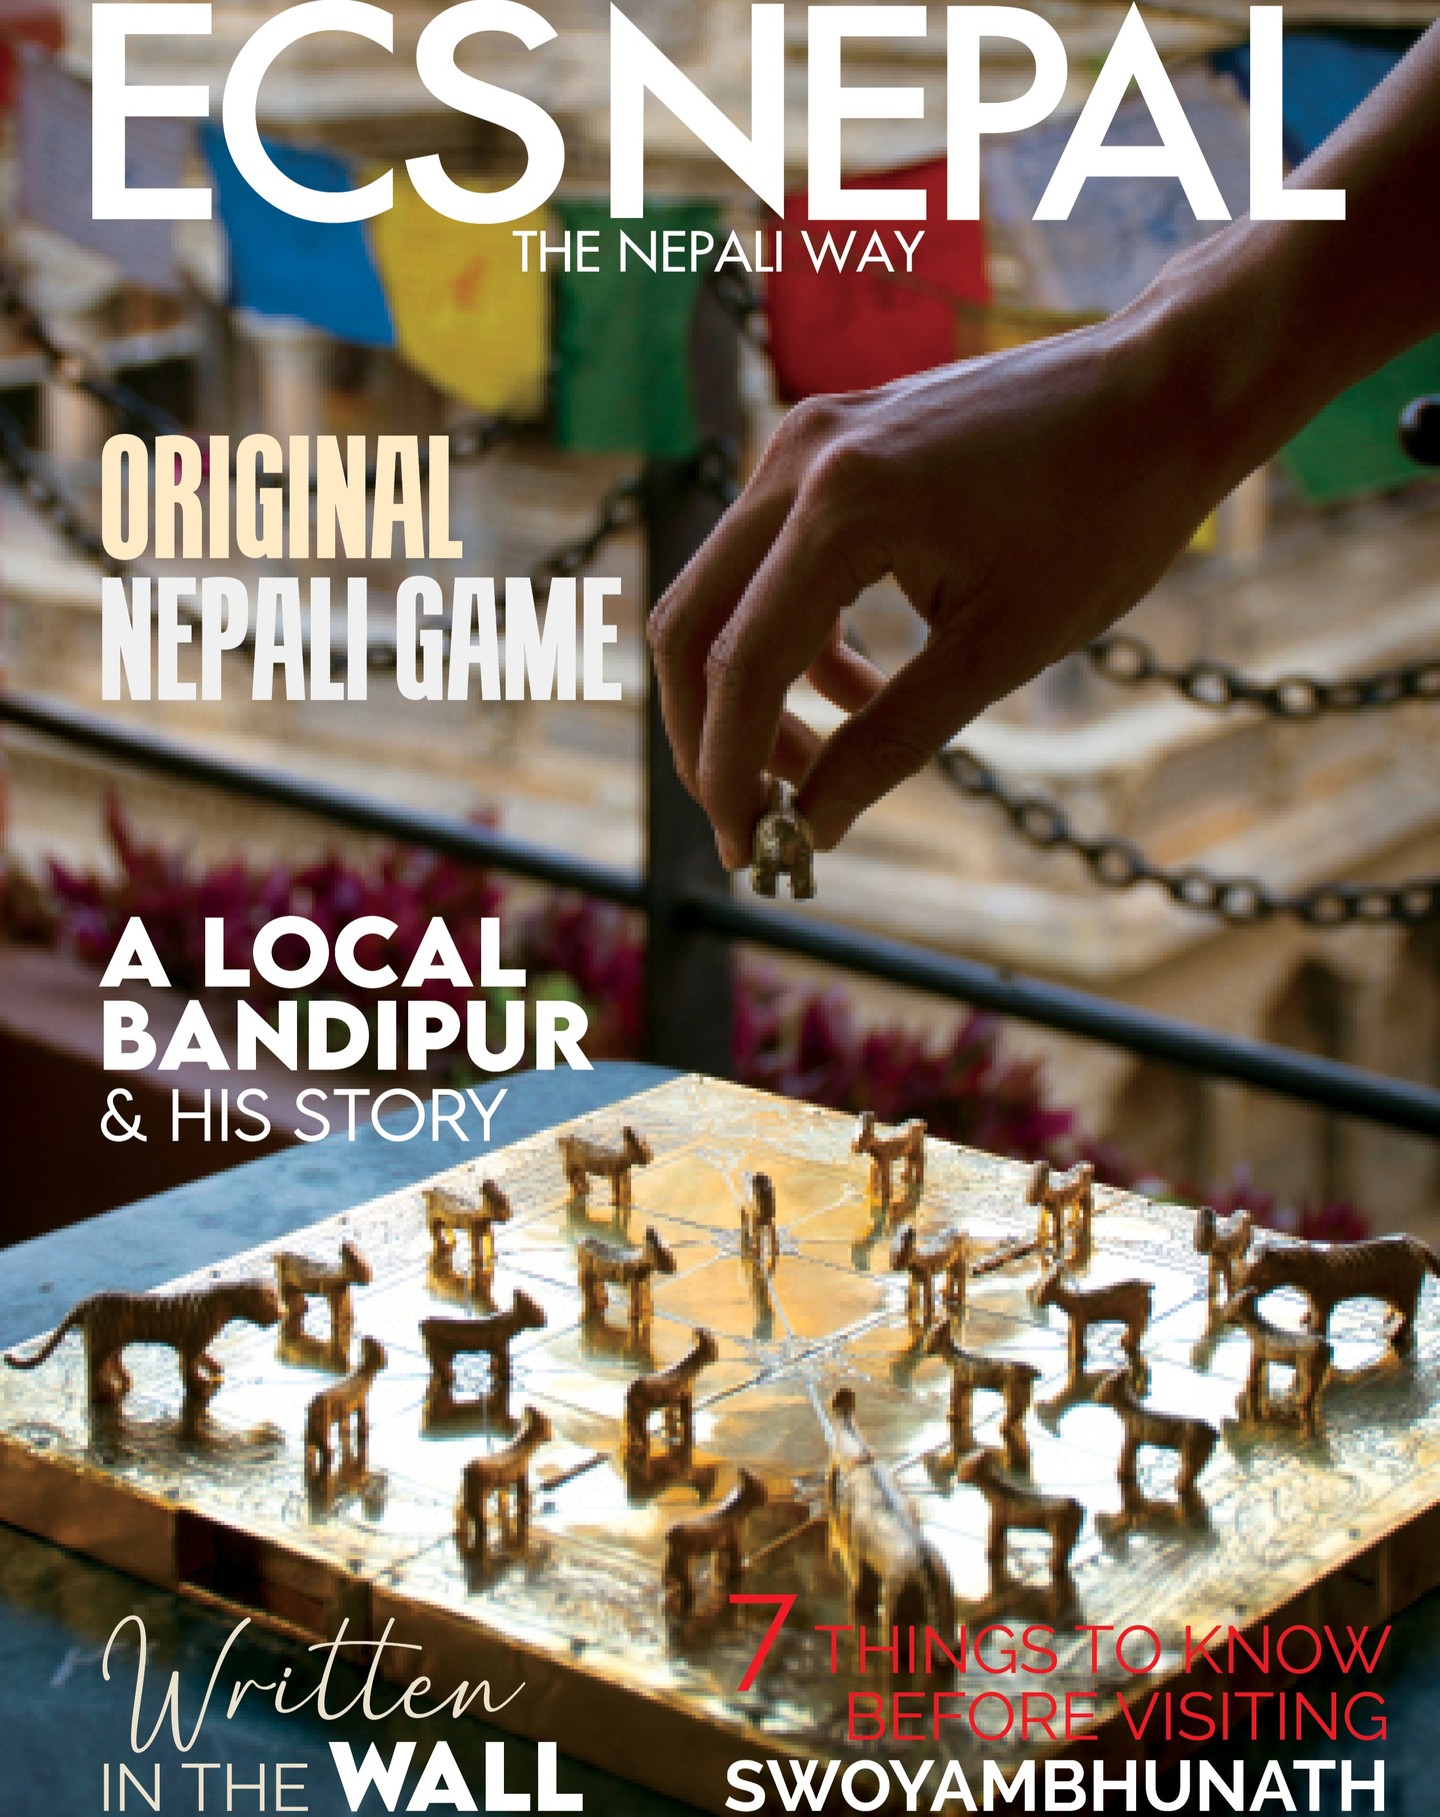 ECS NEPAL
THE NEPALI WAY
ORIGINAL
NEPALI GAME
A LOCAL
BANDIPUR
& HIS STORY
Written
IN THE WALL
7 THINGS TO KNOW
BEFORE VISITING
SWOYAMBHUNATH